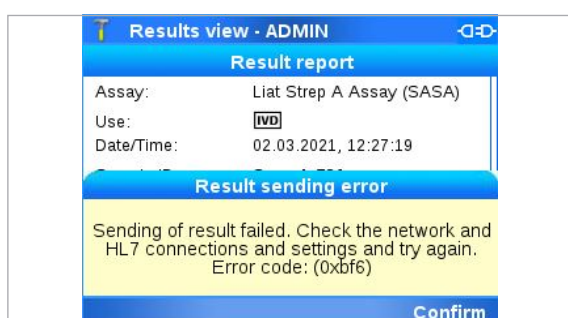 Results view - ADMIN
Result report
Assay: Liat Strep A Assay (SASA)
Use: IVD
Date/Time: 02.03.2021, 12:27:19
Result sending error
Sending of result failed. Check the network and
HL7 connections and settings and try again.
Error code: (0xbf6)
Confirm